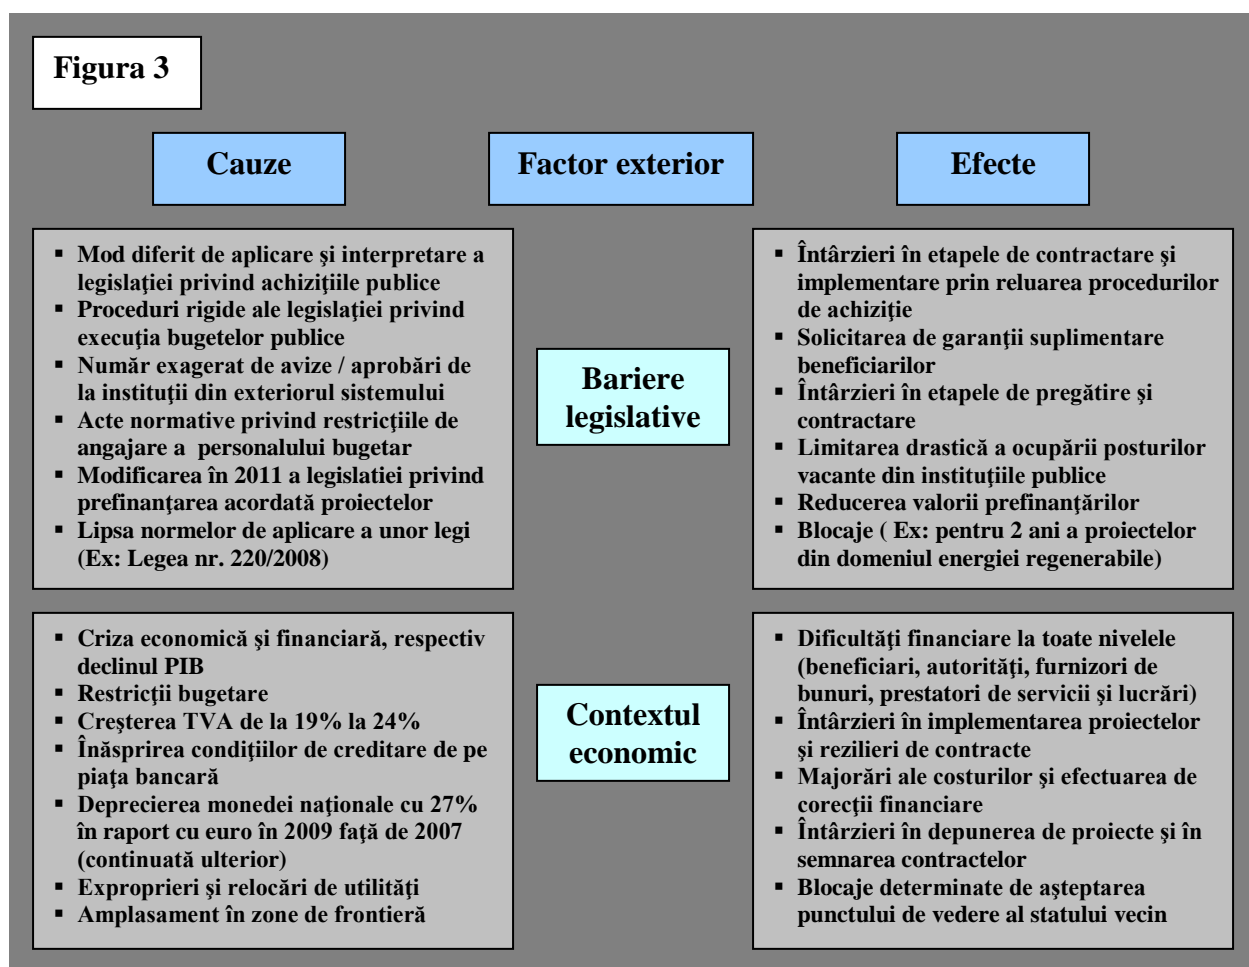 Figura 3
Cauze
Factor exterior
Efecte
▪ Mod diferit de aplicare şi interpretare a
legislaţiei privind achiziţiile publice
▪ Proceduri rigide ale legislaţiei privind
execuţia bugetelor publice
▪ Număr exagerat de avize / aprobări de
la instituţii din exteriorul sistemului
▪ Acte normative privind restricţiile de
angajare a personalului bugetar
▪ Modificarea în 2011 a legislatiei privind
prefinanţarea acordată proiectelor
▪ Lipsa normelor de aplicare a unor legi
(Ex: Legea nr. 220/2008)
Bariere
legislative
▪ Întârzieri în etapele de contractare şi
implementare prin reluarea procedurilor
de achiziţie
▪ Solicitarea de garanţii suplimentare
beneficiarilor
▪ Întârzieri în etapele de pregătire şi
contractare
▪ Limitarea drastică a ocupării posturilor
vacante din instituţiile publice
▪ Reducerea valorii prefinanţărilor
▪ Blocaje ( Ex: pentru 2 ani a proiectelor
din domeniul energiei regenerabile)
▪ Criza economică şi financiară, respectiv
declinul PIB
▪ Restricţii bugetare
▪ Creşterea TVA de la 19% la 24%
▪ Înăsprirea condiţiilor de creditare de pe
piaţa bancară
▪ Deprecierea monedei naţionale cu 27%
în raport cu euro în 2009 faţă de 2007
(continuată ulterior)
▪ Exproprieri şi relocări de utilităţi
▪ Amplasament în zone de frontieră
Contextul
economic
▪ Dificultăţi financiare la toate nivelele
(beneficiari, autorităţi, furnizori de
bunuri, prestatori de servicii şi lucrări)
▪ Întârzieri în implementarea proiectelor
şi rezilieri de contracte
▪ Majorări ale costurilor şi efectuarea de
corecţii financiare
▪ Întârzieri în depunerea de proiecte şi în
semnarea contractelor
▪ Blocaje determinate de aşteptarea
punctului de vedere al statului vecin